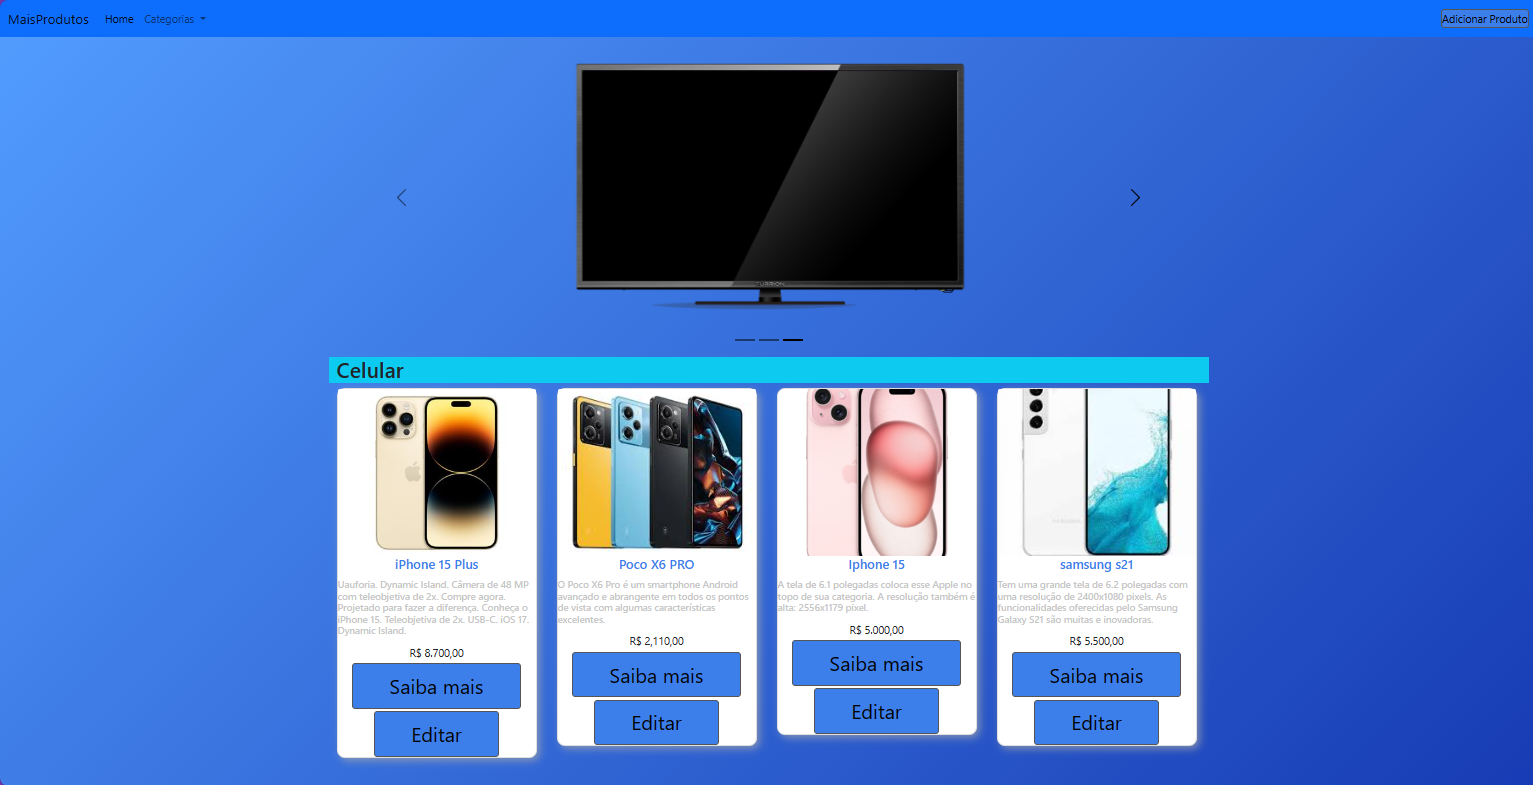 MaisProdutos Home Categorias Adicionar Produto
Celular
iPhone 15 Plus
Uauforia. Dynamic Island. Câmera de 48 MP
com teleobjetiva de 2x. Compre agora.
Projetado para fazer a diferença. Conheça o
iPhone 15. Teleobjetiva de 2x. USB-C. iOS 17.
Dynamic Island.
R$ 8.700,00
Saiba mais
Editar
Poco X6 PRO
O Poco X6 Pro é um smartphone Android
avançado e abrangente em todos os pontos
de vista com algumas características
excelentes.
R$ 2,110,00
Saiba mais
Editar
Iphone 15
A tela de 6.1 polegadas coloca esse Apple no
topo de sua categoria. A resolução também é
alta: 2556x1179 pixel.
R$ 5.000,00
Saiba mais
Editar
samsung s21
Tem uma grande tela de 6.2 polegadas com
uma resolução de 2400x1080 pixels. As
funcionalidades oferecidas pelo Samsung
Galaxy S21 são muitas e inovadoras.
R$ 5.500,00
Saiba mais
Editar